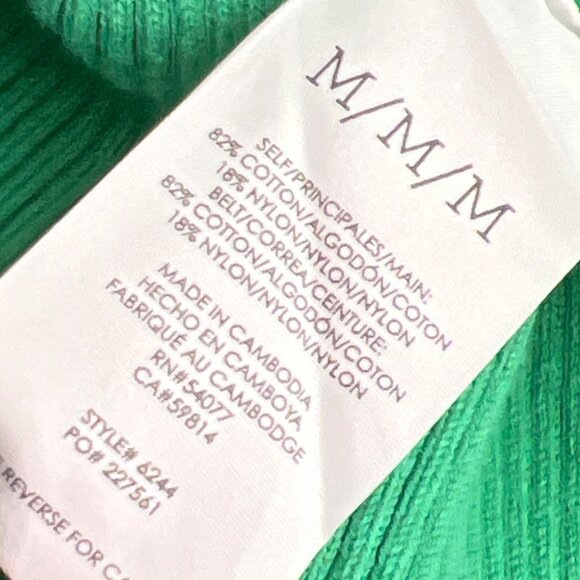 M/M/M
SELF/PRINCIPALES/MAIN:
82% COTTON/ALGODÓN/COTON
18% NYLON/NYLON/NYLON
BELT/CORREA/CEINTURE:
82% COTTON/ALGODÓN/COTON
18% NYLON/NYLON/NYLON
MADE IN CAMBODIA
HECHO EN CAMBOYA
FABRIQUE AU CAMBODGE
RN#54077
CA#59814
STYLE# 6244
PO# 227561
REVERSE FOR